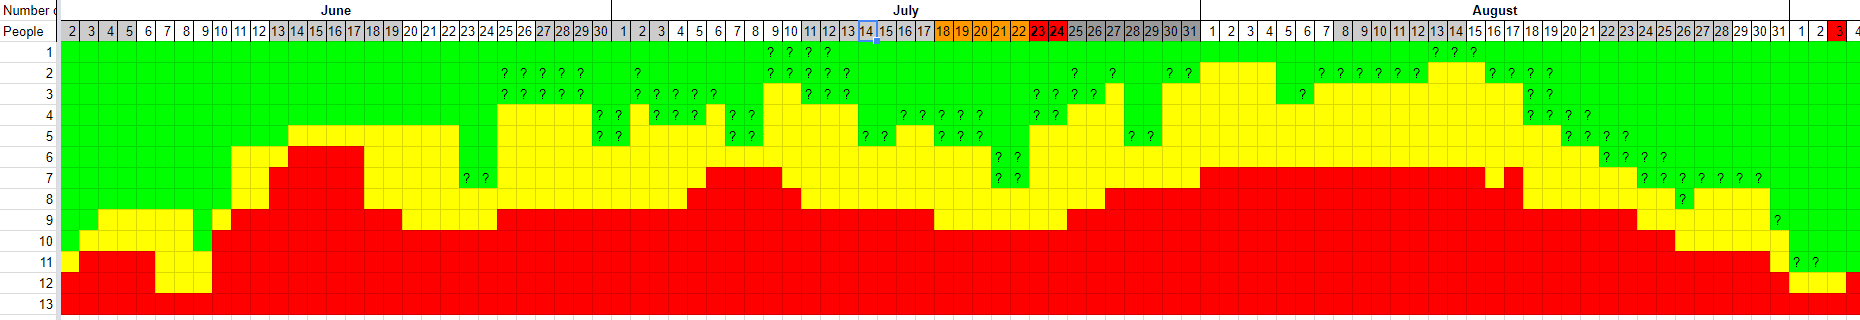 Number June July August
People 2 3 4 5 6 7 8 9 10 11 12 13 14 15 16 17 18 19 20 21 22 23 24 25 26 27 28 29 30 1 2 3 4 5 6 7 8 9 10 11 12 13 14 15 16 17 18 19 20 21 22 23 24 25 26 27 28 29 30 31 1 2 3 4 5 6 7 8 9 10 11 12 13 14 15 16 17 18 19 20 21 22 23 24 25 26 27 28 29 30 31 1 2 3 4
1 ? ? ? ? ? ? ?
2 ? ? ? ? ? ? ? ? ? ? ? ? ? ? ? ? ? ? ? ? ? ? ? ? ?
3 ? ? ? ? ? ? ? ? ? ? ? ? ? ? ? ? ? ? ? ?
4 ? ? ? ? ? ? ? ? ? ? ? ? ? ? ? ? ? ?
5 ? ? ? ? ? ? ? ? ? ? ? ? ? ? ?
6 ? ? ? ? ? ?
7 ? ? ? ? ? ? ? ? ? ? ?
8 ?
9 ?
10
11 ? ?
12
13